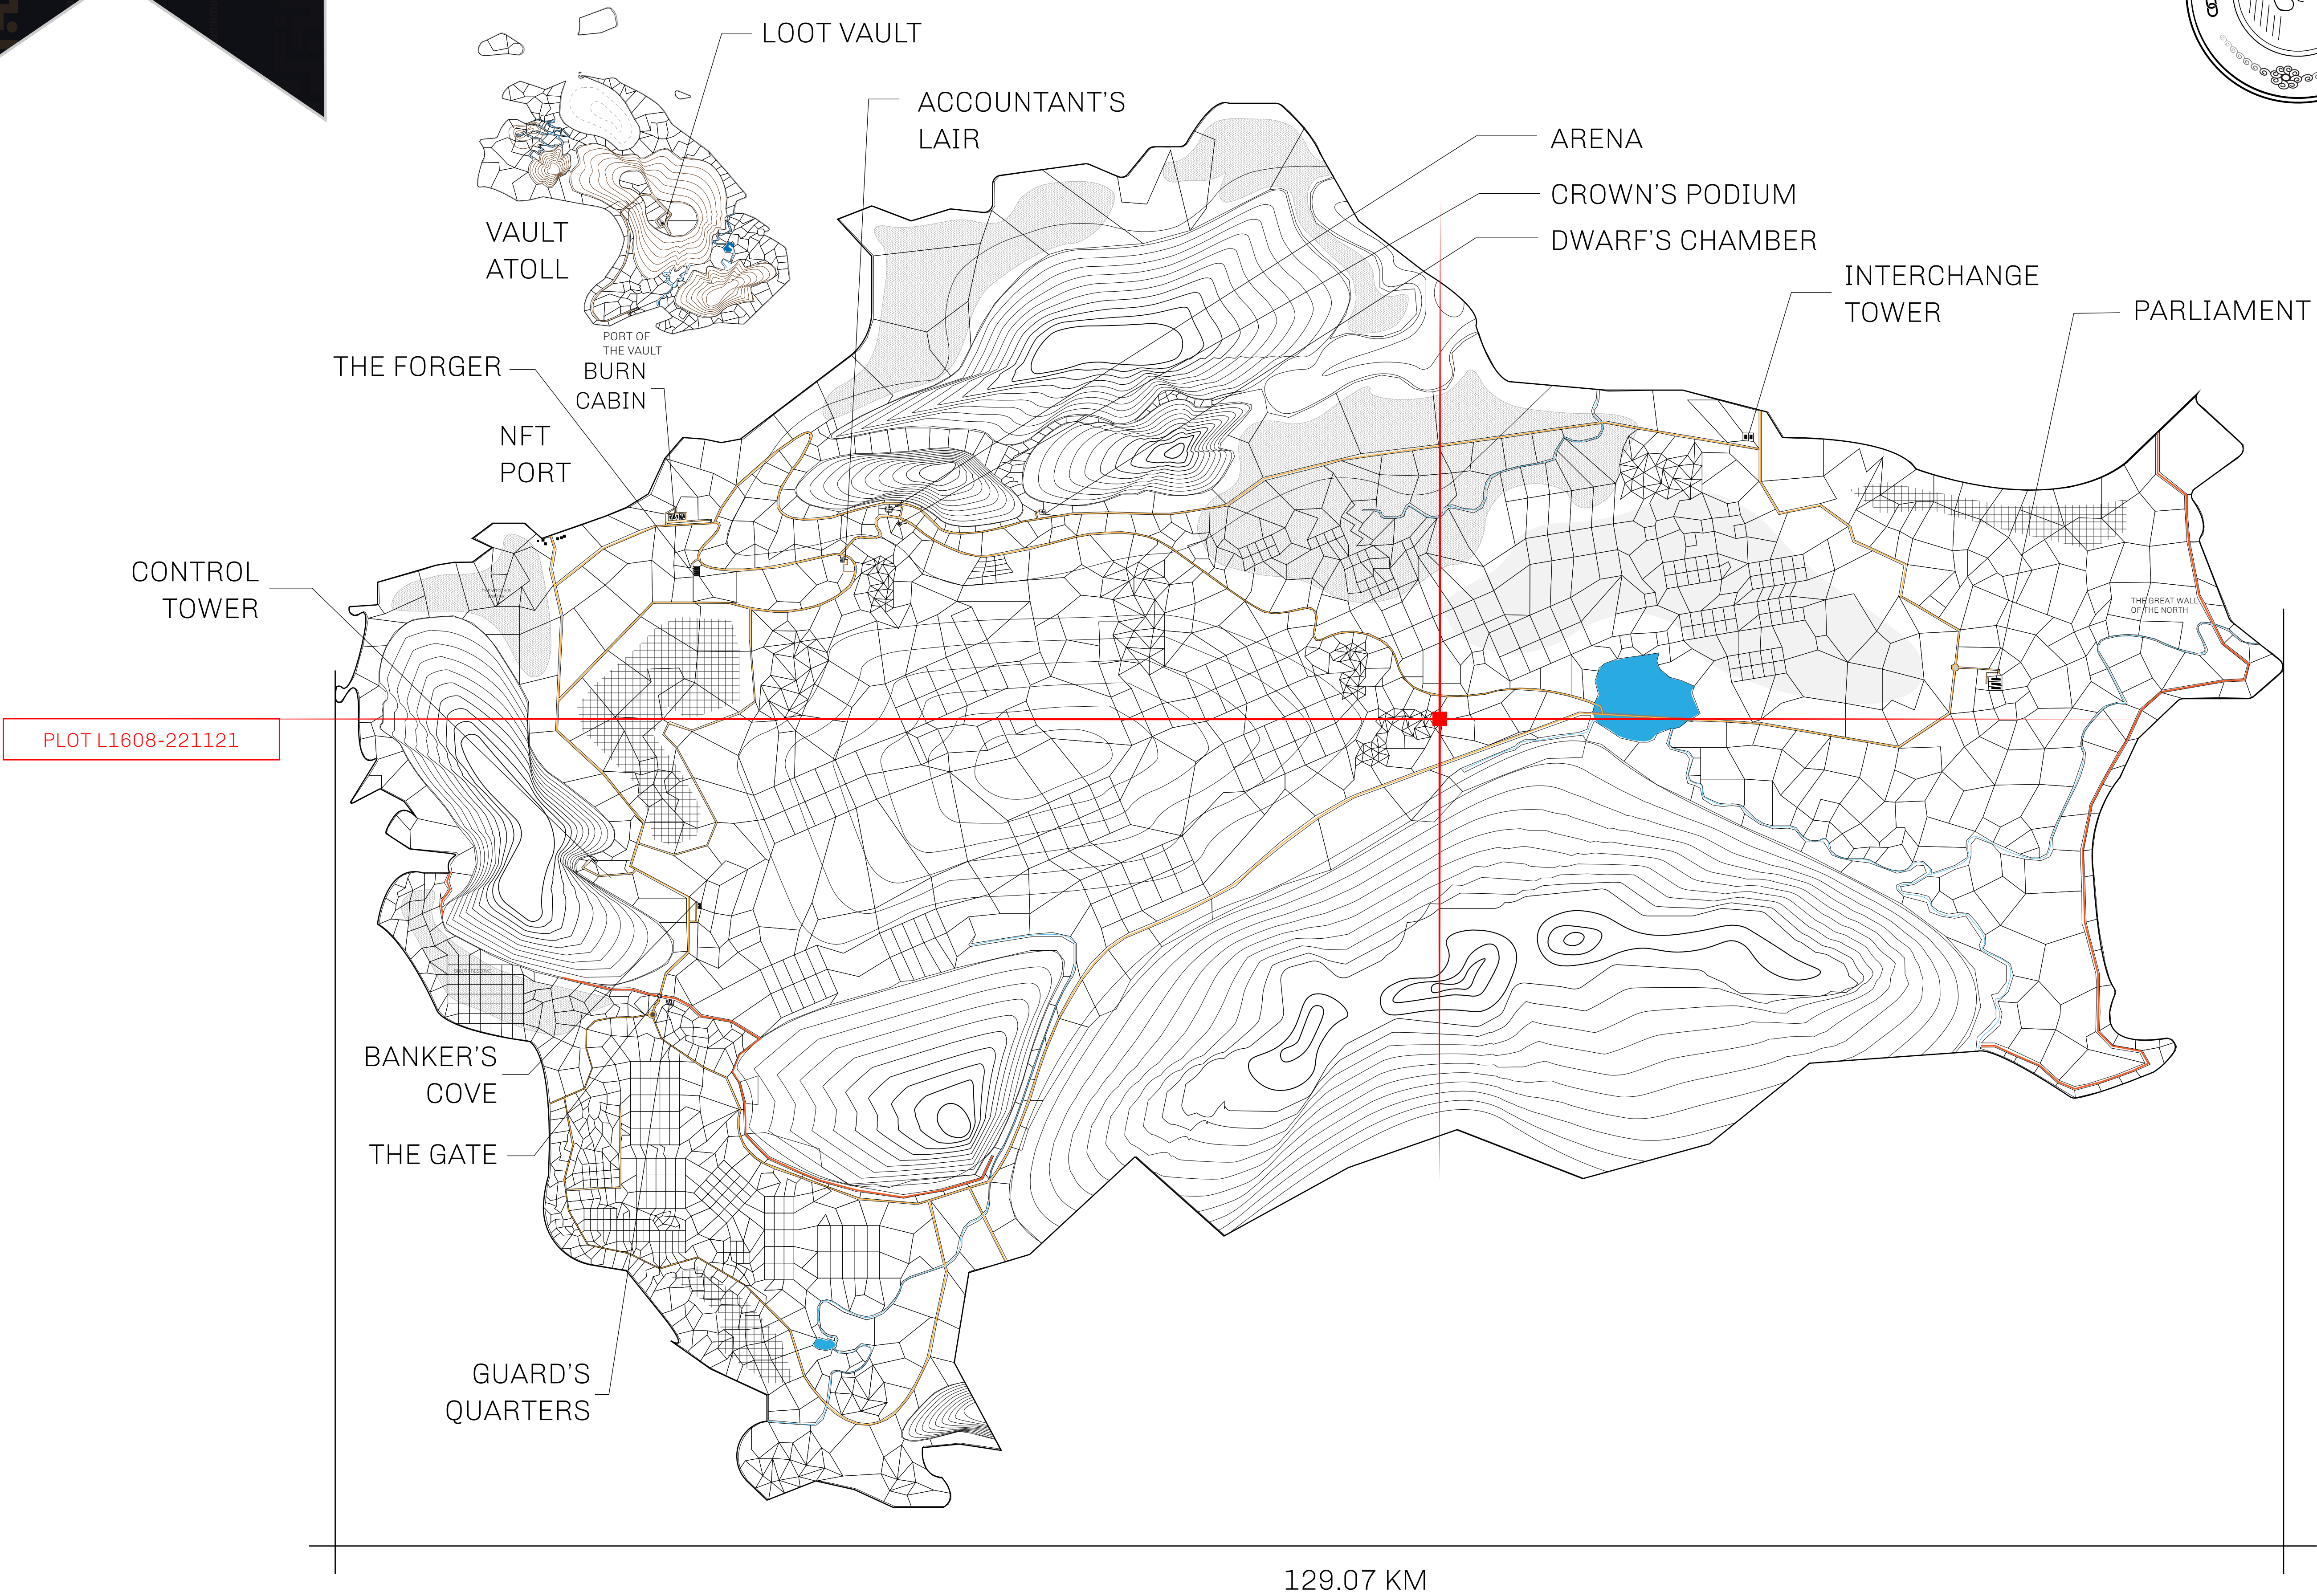 LOOT VAULT
ACCOUNTANT'S
LAIR
ARENA
CROWN'S PODIUM
DWARF'S CHAMBER
VAULT
ATOLL
INTERCHANGE
TOWER
PARLIAMENT
PORT OF
THE VAULT
THE FORGER
BURN
CABIN
NFT
PORT
CONTROL
TOWER
THE GREAT WALL
OF THE NORTH
PLOT L1608-221121
SOUTH RESERVE
BANKER'S
COVE
THE GATE
GUARD'S
QUARTERS
129.07 KM